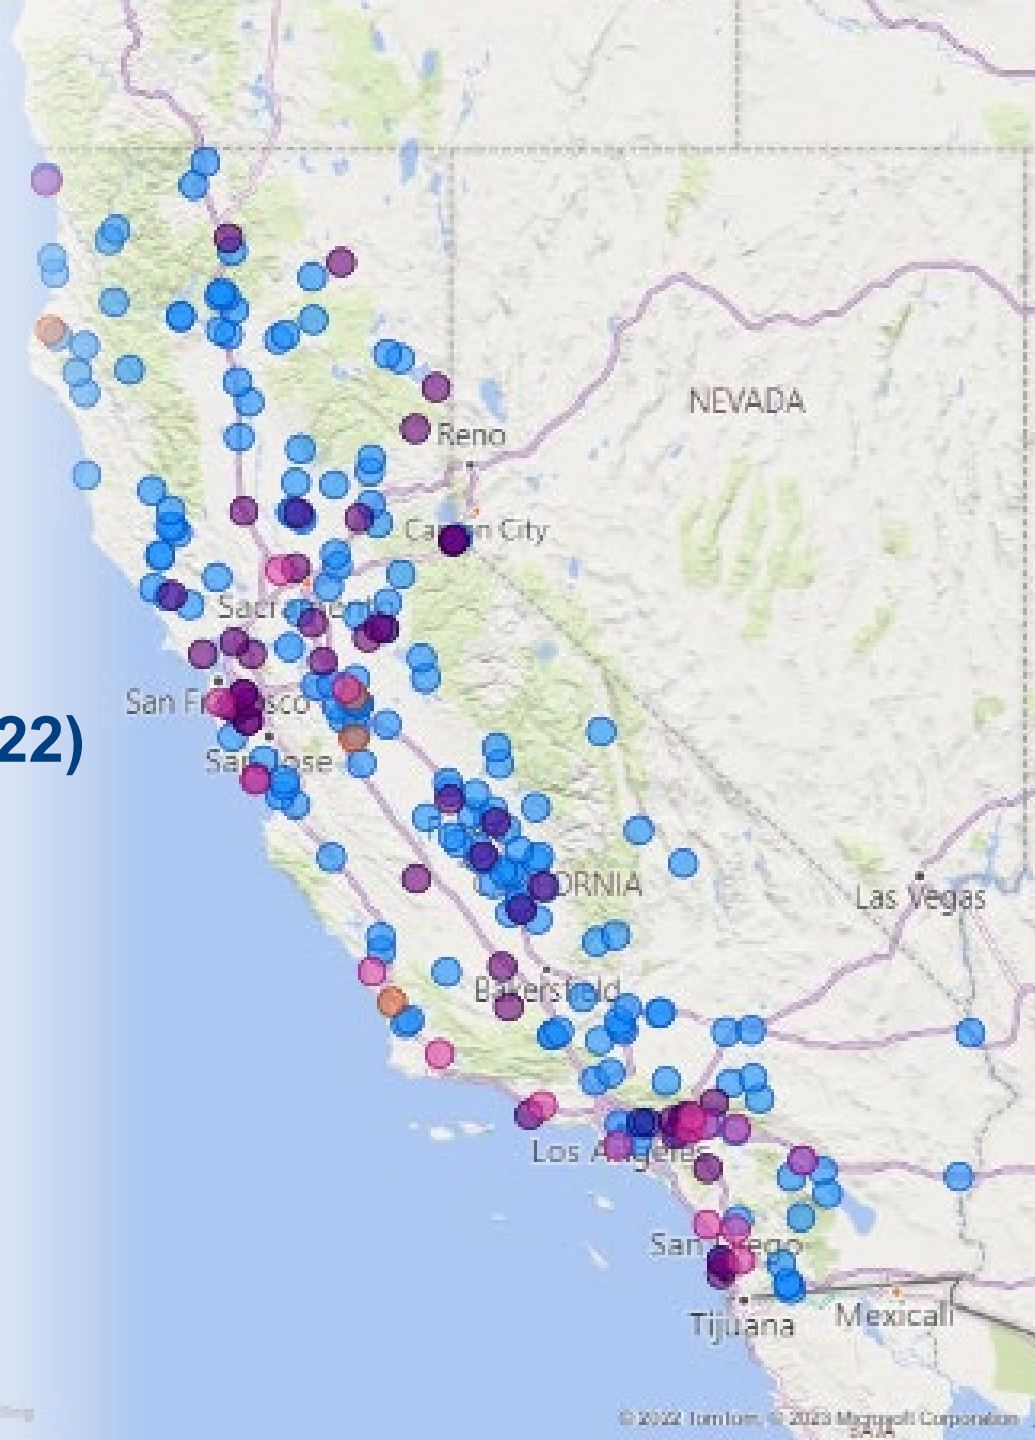 NEVADA
Reno
Carson City
Sacramento
San Francisco
22)
San Jose
CALIFORNIA
Las Vegas
Bakersfield
Los Angeles
San Diego
Mexicali
Tijuana
© 2022 TomTom, © 2023 Microsoft Corporation
BAJA